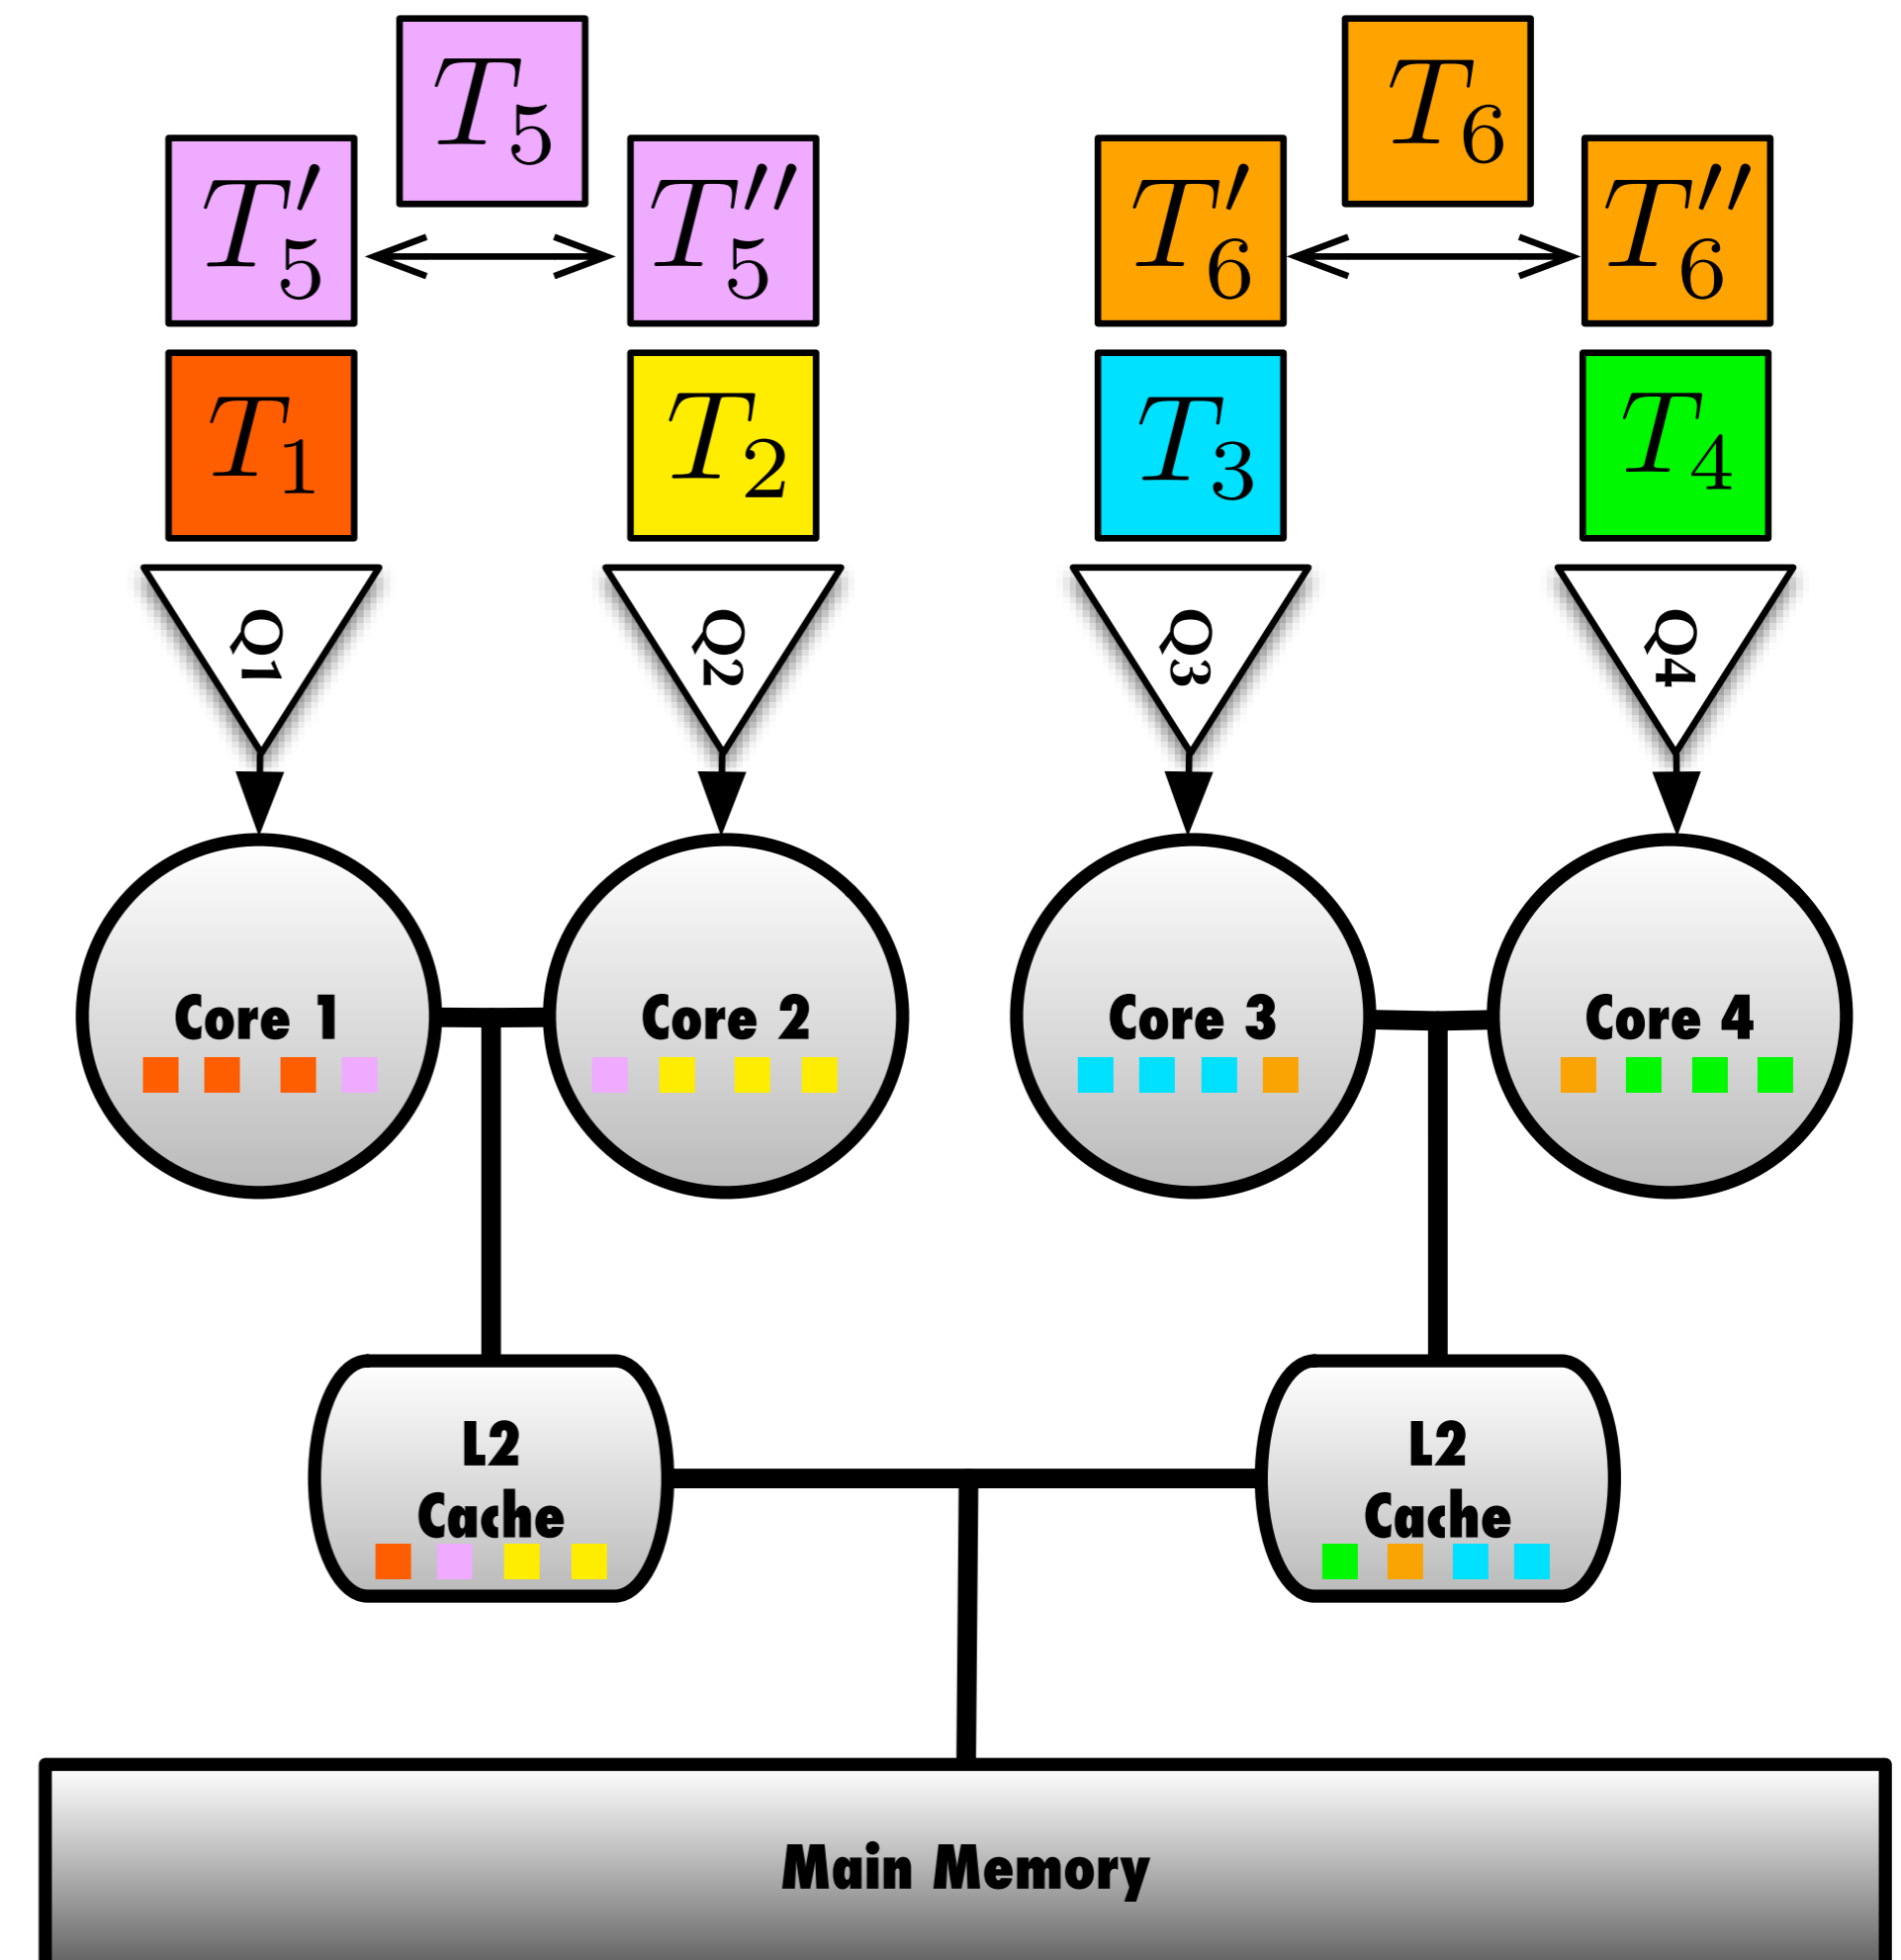 T5
T6
T′5
T″5
T′6
T″6
T1
T2
T3
T4
Q1
Q2
Q3
Q4
Core 1
Core 2
Core 3
Core 4
L2
Cache
L2
Cache
Main Memory